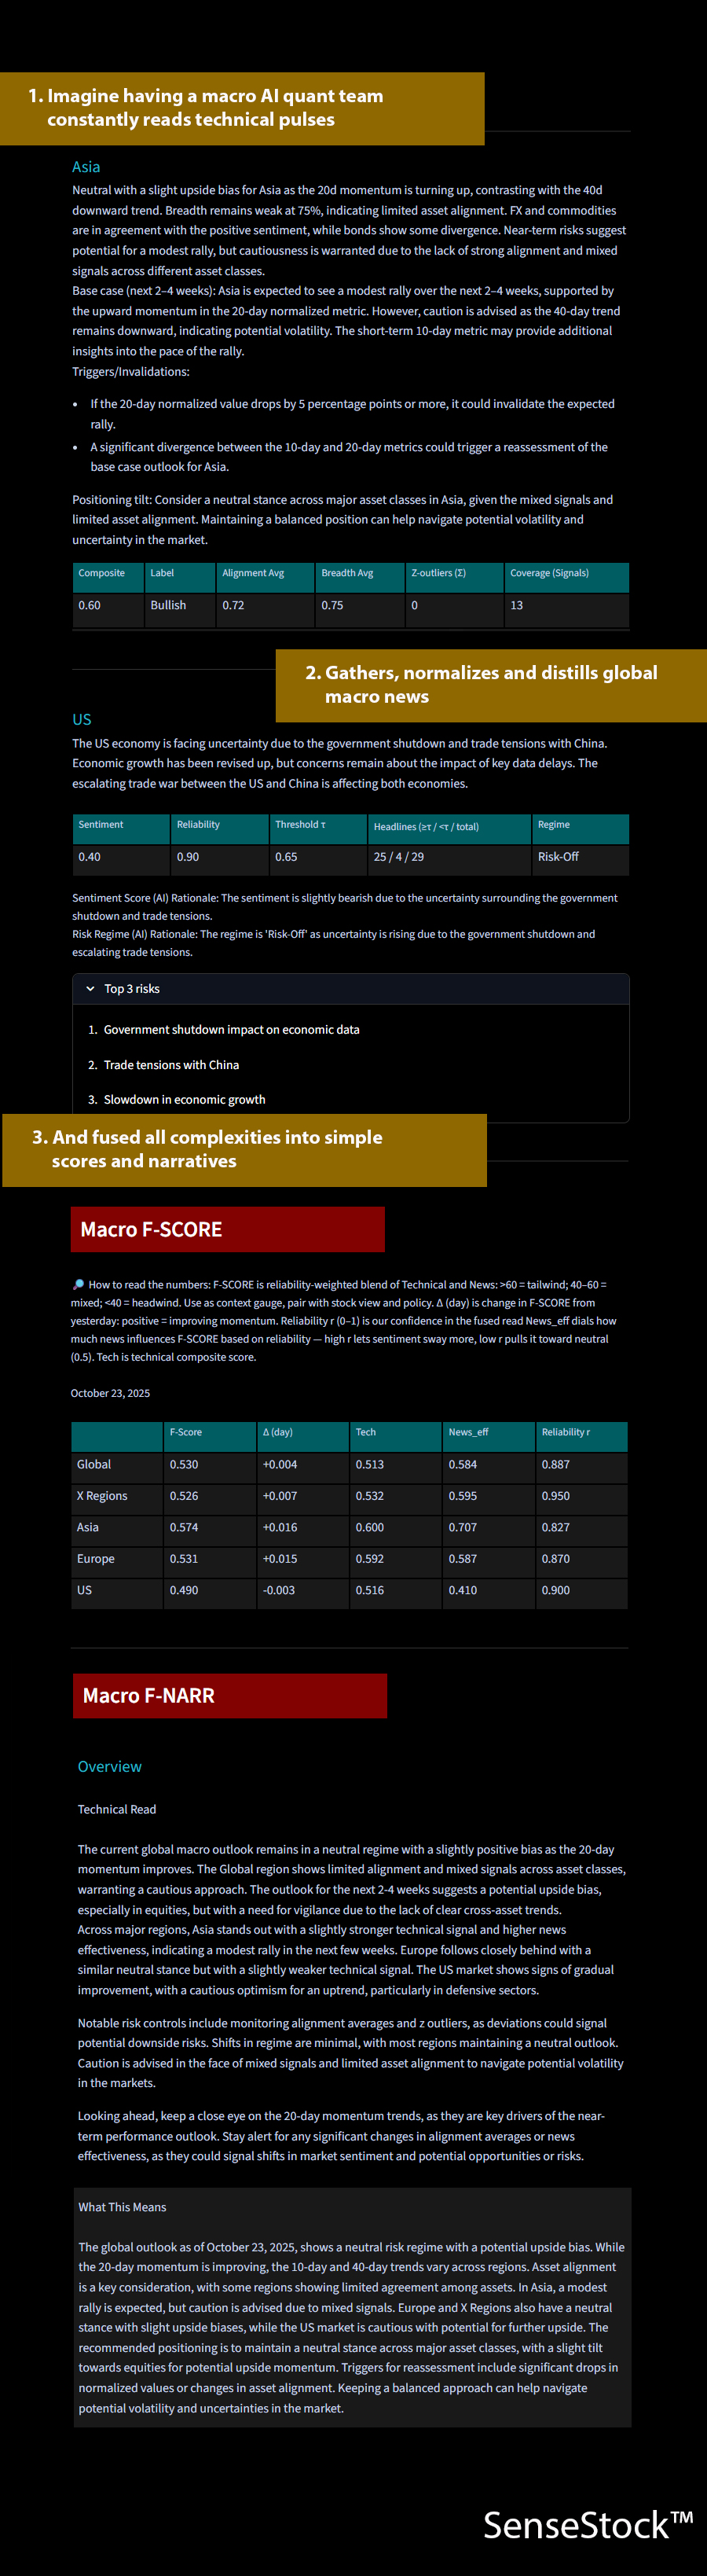 1. Imagine having a macro AI quant team
constantly reads technical pulses
Asia
Neutral with a slight upside bias for Asia as the 20d momentum is turning up, contrasting with the 40d
downward trend. Breadth remains weak at 75%, indicating limited asset alignment. FX and commodities
are in agreement with the positive sentiment, while bonds show some divergence. Near-term risks suggest
potential for a modest rally, but cautiousness is warranted due to the lack of strong alignment and mixed
signals across different asset classes.
Base case (next 2–4 weeks): Asia is expected to see a modest rally over the next 2–4 weeks, supported by
the upward momentum in the 20-day normalized metric. However, caution is advised as the 40-day trend
remains downward, indicating potential volatility. The short-term 10-day metric may provide additional
insights into the pace of the rally.
Triggers/Invalidations:
• If the 20-day normalized value drops by 5 percentage points or more, it could invalidate the expected
rally.
• A significant divergence between the 10-day and 20-day metrics could trigger a reassessment of the
base case outlook for Asia.
Positioning tilt: Consider a neutral stance across major asset classes in Asia, given the mixed signals and
limited asset alignment. Maintaining a balanced position can help navigate potential volatility and
uncertainty in the market.
Composite Label Alignment Avg Breadth Avg Z-outliers (Σ) Coverage (Signals)
0.60 Bullish 0.72 0.75 0 13
2. Gathers, normalizes and distills global
macro news
US
The US economy is facing uncertainty due to the government shutdown and trade tensions with China.
Economic growth has been revised up, but concerns remain about the impact of key data delays. The
escalating trade war between the US and China is affecting both economies.
Sentiment Reliability Threshold τ Headlines (≥τ / <τ / total) Regime
0.40 0.90 0.65 25 / 4 / 29 Risk-Off
Sentiment Score (AI) Rationale: The sentiment is slightly bearish due to the uncertainty surrounding the government
shutdown and trade tensions.
Risk Regime (AI) Rationale: The regime is 'Risk-Off' as uncertainty is rising due to the government shutdown and
escalating trade tensions.
Top 3 risks
1. Government shutdown impact on economic data
2. Trade tensions with China
3. Slowdown in economic growth
3. And fused all complexities into simple
scores and narratives
Macro F-SCORE
How to read the numbers: F-SCORE is reliability-weighted blend of Technical and News: >60 = tailwind; 40–60 =
mixed; <40 = headwind. Use as context gauge, pair with stock view and policy. Δ (day) is change in F-SCORE from
yesterday: positive = improving momentum. Reliability r (0–1) is our confidence in the fused read News_eff dials how
much news influences F-SCORE based on reliability — high r lets sentiment sway more, low r pulls it toward neutral
(0.5). Tech is technical composite score.
October 23, 2025
F-Score Δ (day) Tech News_eff Reliability r
Global 0.530 +0.004 0.513 0.584 0.887
X Regions 0.526 +0.007 0.532 0.595 0.950
Asia 0.574 +0.016 0.600 0.707 0.827
Europe 0.531 +0.015 0.592 0.587 0.870
US 0.490 -0.003 0.516 0.410 0.900
Macro F-NARR
Overview
Technical Read
The current global macro outlook remains in a neutral regime with a slightly positive bias as the 20-day
momentum improves. The Global region shows limited alignment and mixed signals across asset classes,
warranting a cautious approach. The outlook for the next 2-4 weeks suggests a potential upside bias,
especially in equities, but with a need for vigilance due to the lack of clear cross-asset trends.
Across major regions, Asia stands out with a slightly stronger technical signal and higher news
effectiveness, indicating a modest rally in the next few weeks. Europe follows closely behind with a
similar neutral stance but with a slightly weaker technical signal. The US market shows signs of gradual
improvement, with a cautious optimism for an uptrend, particularly in defensive sectors.
Notable risk controls include monitoring alignment averages and z outliers, as deviations could signal
potential downside risks. Shifts in regime are minimal, with most regions maintaining a neutral outlook.
Caution is advised in the face of mixed signals and limited asset alignment to navigate potential volatility
in the markets.
Looking ahead, keep a close eye on the 20-day momentum trends, as they are key drivers of the near-
term performance outlook. Stay alert for any significant changes in alignment averages or news
effectiveness, as they could signal shifts in market sentiment and potential opportunities or risks.
What This Means
The global outlook as of October 23, 2025, shows a neutral risk regime with a potential upside bias. While
the 20-day momentum is improving, the 10-day and 40-day trends vary across regions. Asset alignment
is a key consideration, with some regions showing limited agreement among assets. In Asia, a modest
rally is expected, but caution is advised due to mixed signals. Europe and X Regions also have a neutral
stance with slight upside biases, while the US market is cautious with potential for further upside. The
recommended positioning is to maintain a neutral stance across major asset classes, with a slight tilt
towards equities for potential upside momentum. Triggers for reassessment include significant drops in
normalized values or changes in asset alignment. Keeping a balanced approach can help navigate
potential volatility and uncertainties in the market.
SenseStock™